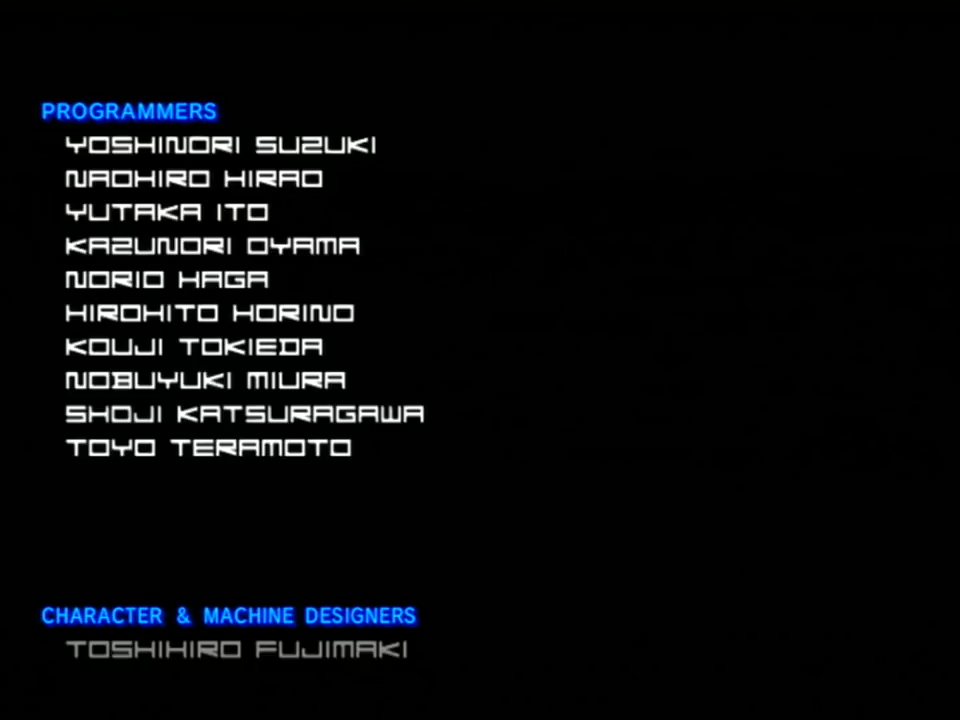 PROGRAMMERS
YOSHINORI SUZUKI
NAOHIRO HIRAO
YUTAKA ITO
KAZUNORI OYAMA
NORIO HAGA
HIROHITO HORINO
KOUJI TOKIEDA
NOBUYUKI MIURA
SHOJI KATSURAGAWA
TOYO TERAMOTO
CHARACTER & MACHINE DESIGNERS
TOSHIHIRO FUJIMAKI